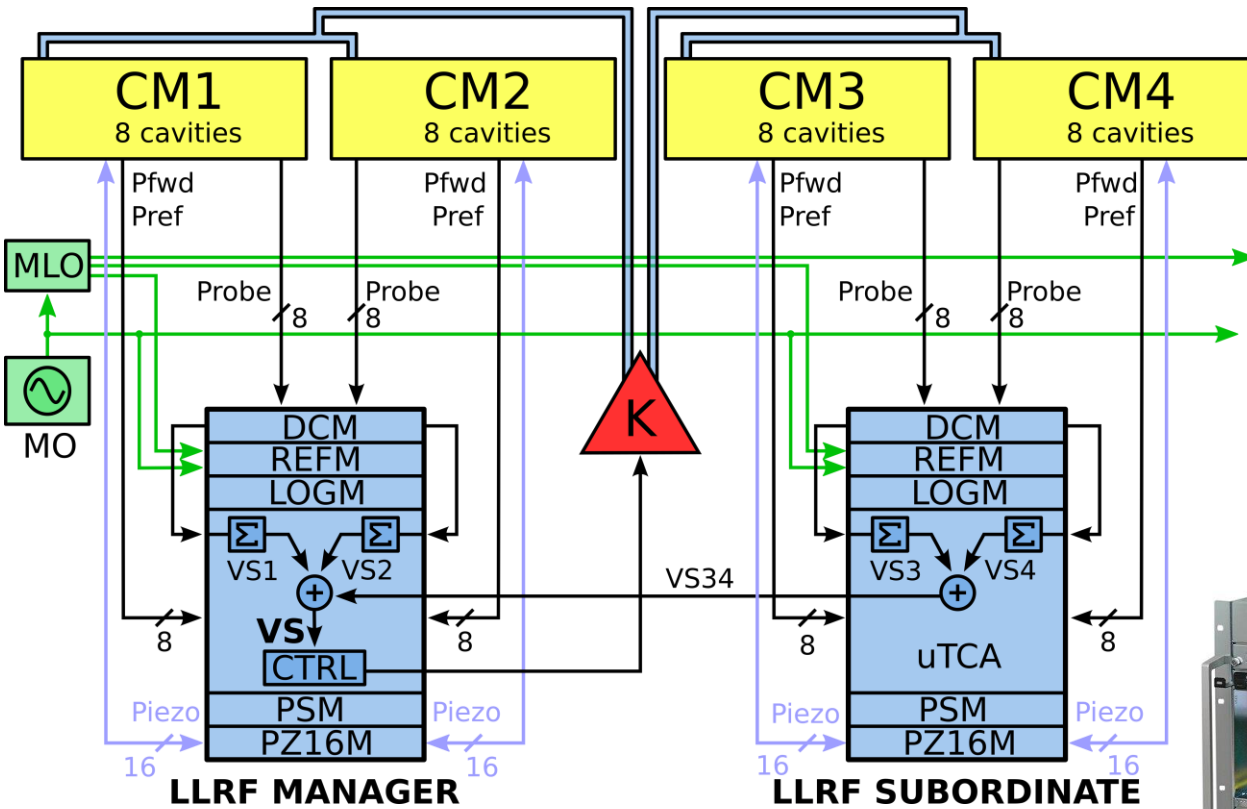 CM1
8 cavities
CM2
8 cavities
CM3
8 cavities
CM4
8 cavities
Pfwd
Pref
Pfwd
Pref
Pfwd
Pref
Pfwd
Pref
MLO
Probe
8
Probe
8
Probe
8
Probe
8
MO
K
DCM
REFM
LOGM
Σ
Σ
VS1
VS2
+
VS
CTRL
8
8
PSM
PZ16M
Piezo
16
Piezo
16
LLRF MANAGER
VS34
DCM
REFM
LOGM
Σ
Σ
VS3
VS4
+
uTCA
8
8
PSM
PZ16M
Piezo
16
Piezo
16
LLRF SUBORDINATE